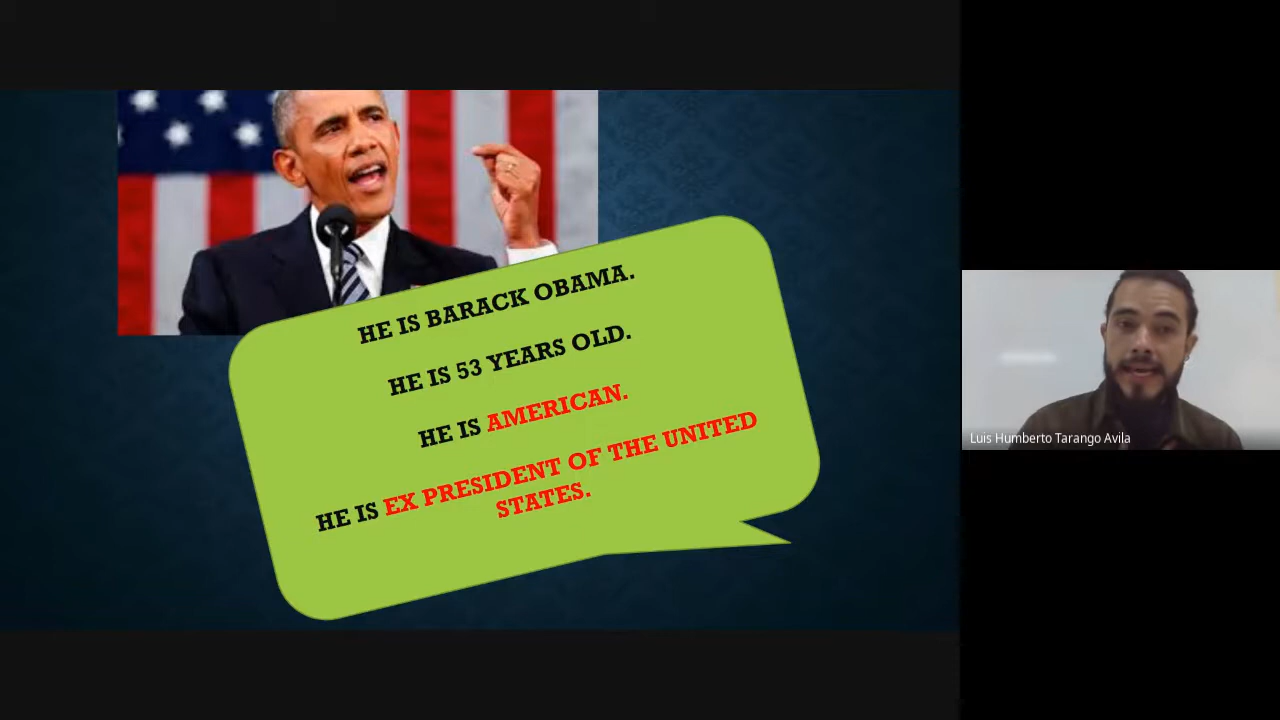 HE IS BARACK OBAMA.
HE IS 53 YEARS OLD.
HE IS AMERICAN.
HE IS EX PRESIDENT OF THE UNITED
STATES.
Luis Humberto Tarango Avila